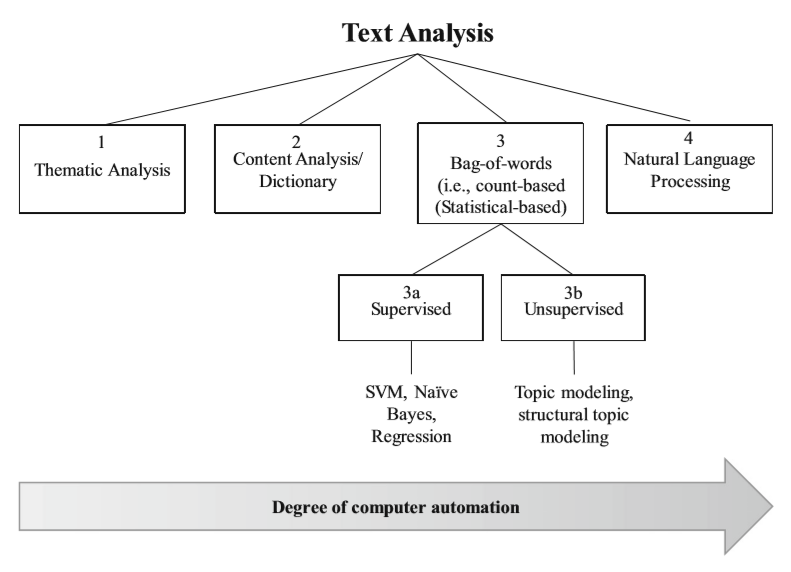 Text Analysis
1
Thematic Analysis
2
Content Analysis/
Dictionary
3
Bag-of-words
(i.e., count-based
(Statistical-based)
4
Natural Language
Processing
3a
Supervised
3b
Unsupervised
SVM, Naïve
Bayes,
Regression
Topic modeling,
structural topic
modeling
Degree of computer automation